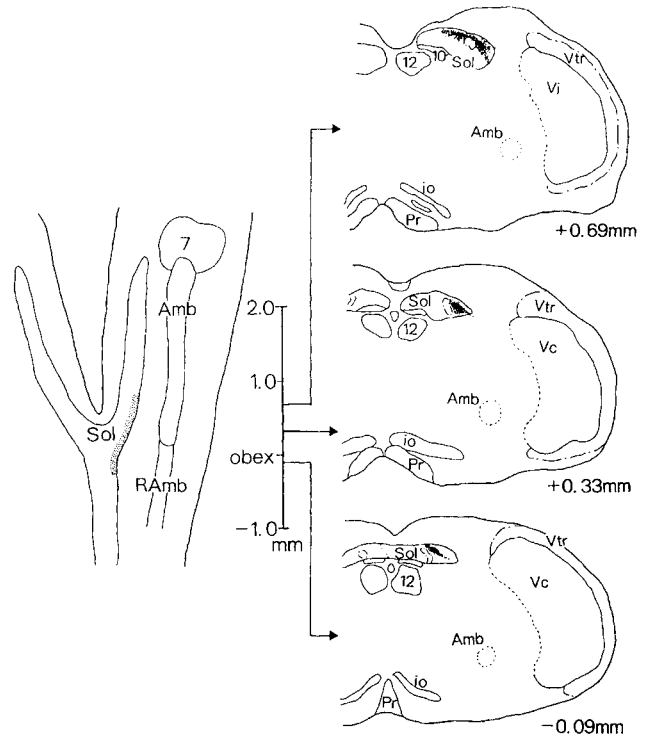 7
Amb
Sol
RAmb
2.0
1.0
obex
−1.0
mm
12
10
Sol
Vtr
Vi
Amb
io
Pr
+0.69mm
Sol
12
Vtr
Vc
Amb
io
Pr
+0.33mm
Sol
12
Vtr
Vc
Amb
io
Pr
−0.09mm